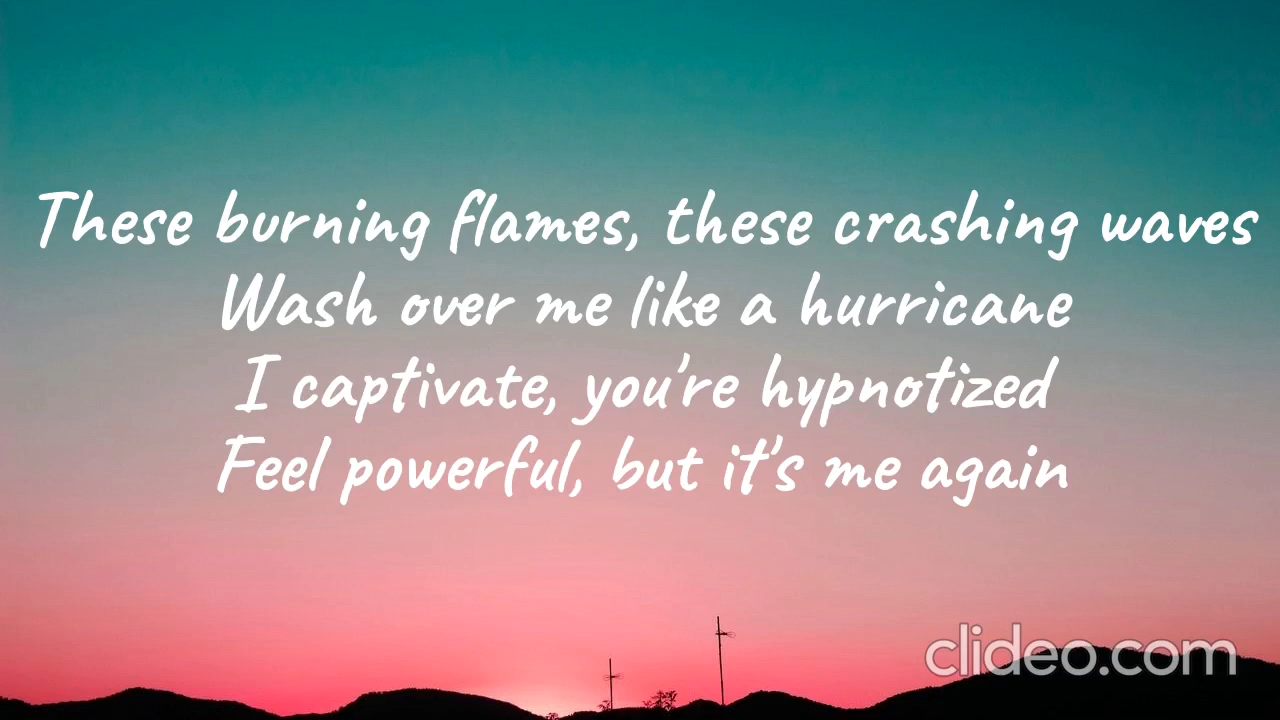 These burning flames, these crashing waves
Wash over me like a hurricane
I captivate, you're hypnotized
Feel powerful, but it's me again
clideo.com